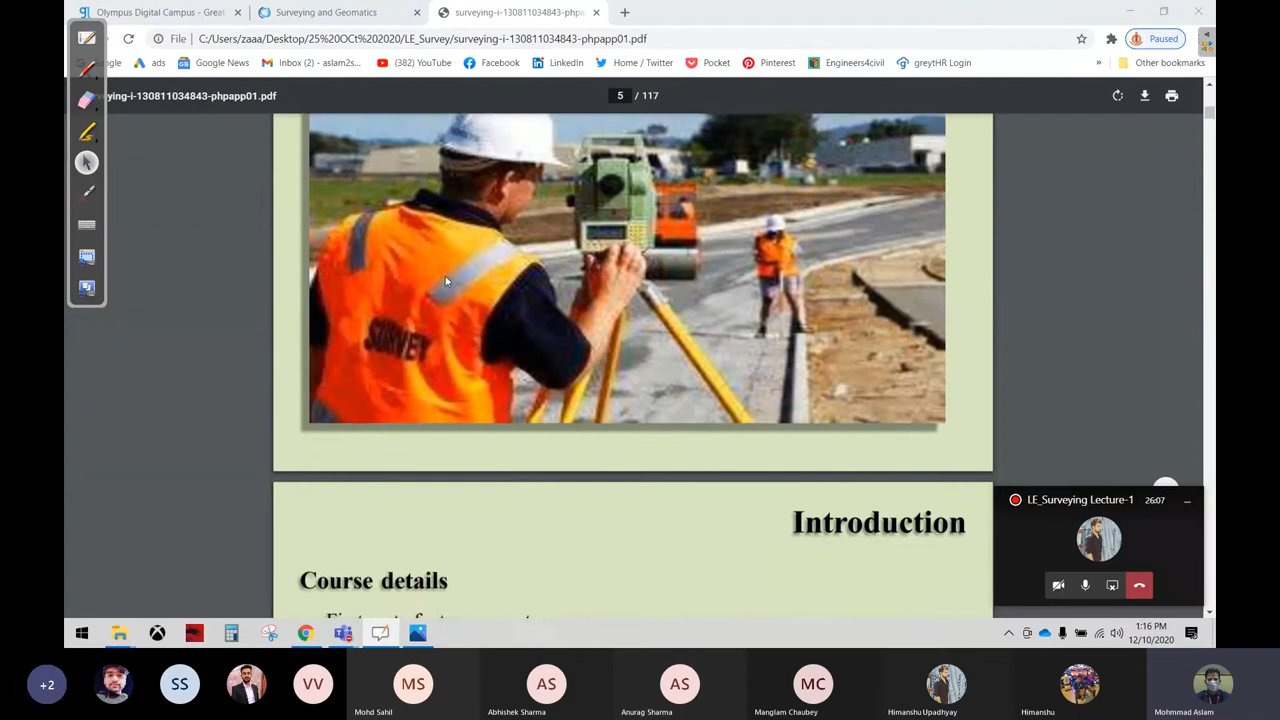 Olympus Digital Campus - Great
Surveying and Geomatics
surveying-i-130811034843-phpapp
File
C:/Users/zaaa/Desktop/25%20OCt%202020/LE_Survey/surveying-i-130811034843-phpapp01.pdf
Paused
ads
Google News
Inbox (2) - aslam2s...
(382) YouTube
Facebook
LinkedIn
Home / Twitter
Pocket
Pinterest
Engineers4civil
greytHR Login
»
Other bookmarks
eying-i-130811034843-phpapp01.pdf
5 / 117
SURVEY
Introduction
Course details
LE_Surveying Lecture-1
26:07
1:16 PM
12/10/2020
+2
SS
VV
MS
Mohd Sahil
AS
Abhishek Sharma
AS
Anurag Sharma
MC
Manglam Chaubey
Himanshu Upadhyay
Himanshu
Mohmmad Aslam